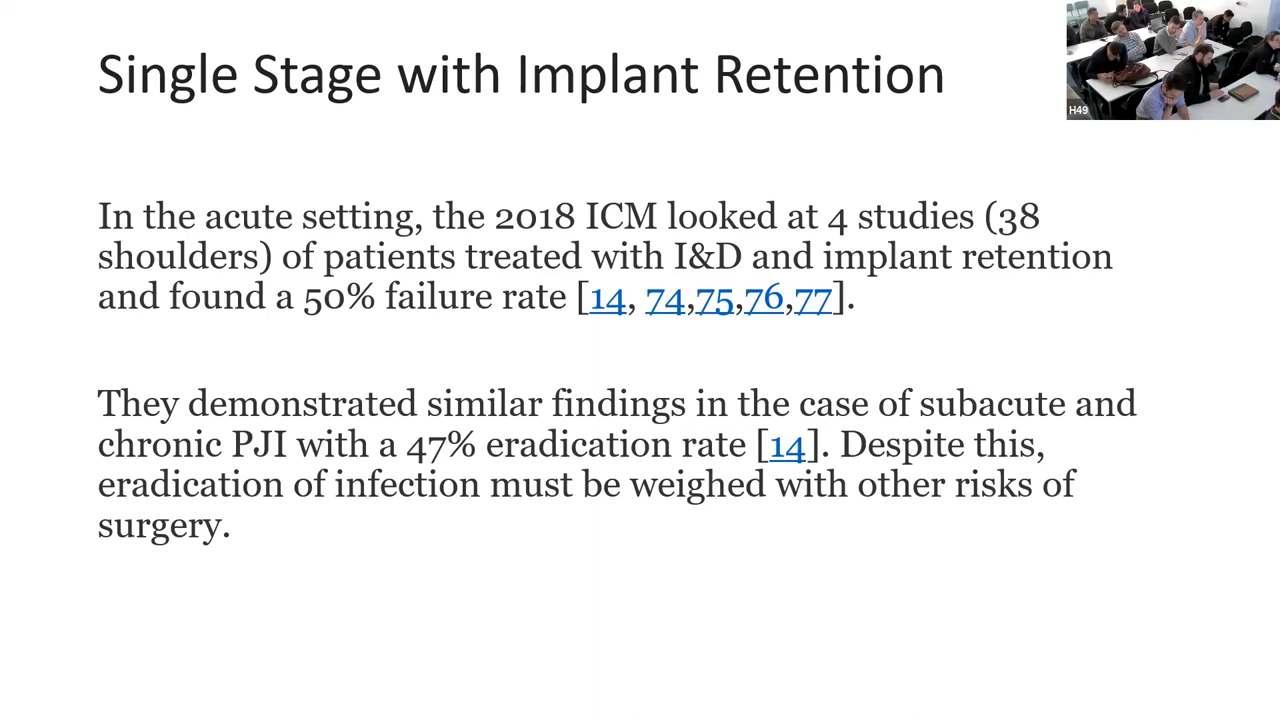 Single Stage with Implant Retention
H49
In the acute setting, the 2018 ICM looked at 4 studies (38
shoulders) of patients treated with I&D and implant retention
and found a 50% failure rate [14, 74,75,76,77].
They demonstrated similar findings in the case of subacute and
chronic PJI with a 47% eradication rate [14]. Despite this,
eradication of infection must be weighed with other risks of
surgery.